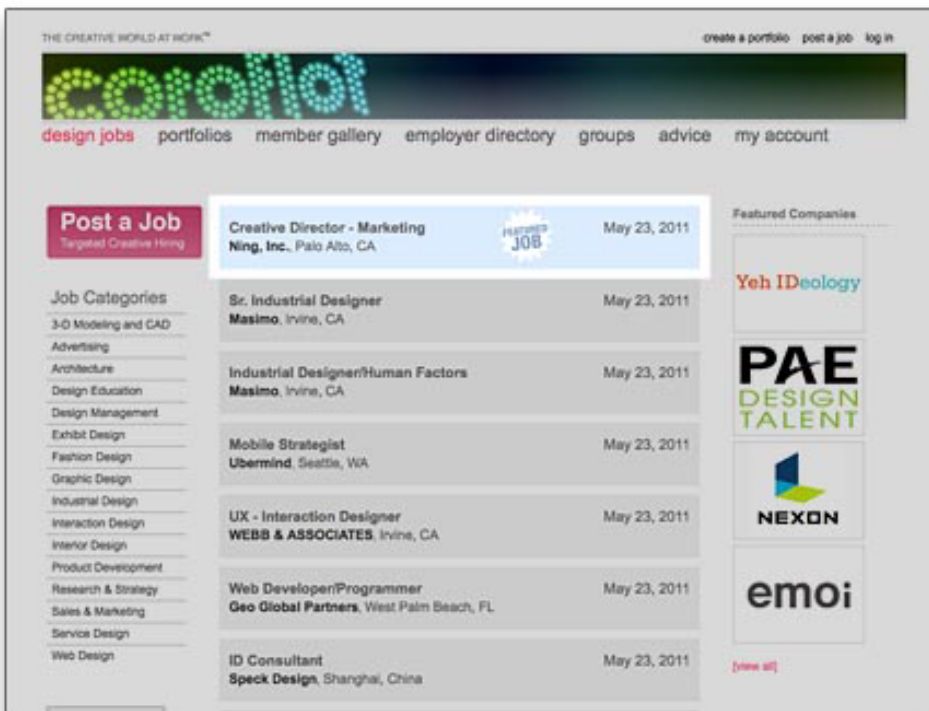 THE CREATIVE WORLD AT WORK™
create a portfolio post a job log in
coroflot
design jobs portfolios member gallery employer directory groups advice my account
Post a Job
Targeted Creative Hiring
Job Categories
3-D Modeling and CAD
Advertising
Architecture
Design Education
Design Management
Exhibit Design
Fashion Design
Graphic Design
Industrial Design
Interaction Design
Interior Design
Product Development
Research & Strategy
Sales & Marketing
Service Design
Web Design
Creative Director - Marketing
Ning, Inc., Palo Alto, CA
FEATURED
JOB
May 23, 2011
Sr. Industrial Designer
Masimo, Irvine, CA
May 23, 2011
Industrial Designer/Human Factors
Masimo, Irvine, CA
May 23, 2011
Mobile Strategist
Ubermind, Seattle, WA
May 23, 2011
UX - Interaction Designer
WEBB & ASSOCIATES, Irvine, CA
May 23, 2011
Web Developer/Programmer
Geo Global Partners, West Palm Beach, FL
May 23, 2011
ID Consultant
Speck Design, Shanghai, China
May 23, 2011
Featured Companies
Yeh IDeology
PAE
DESIGN
TALENT
NEXON
emoi
[view all]